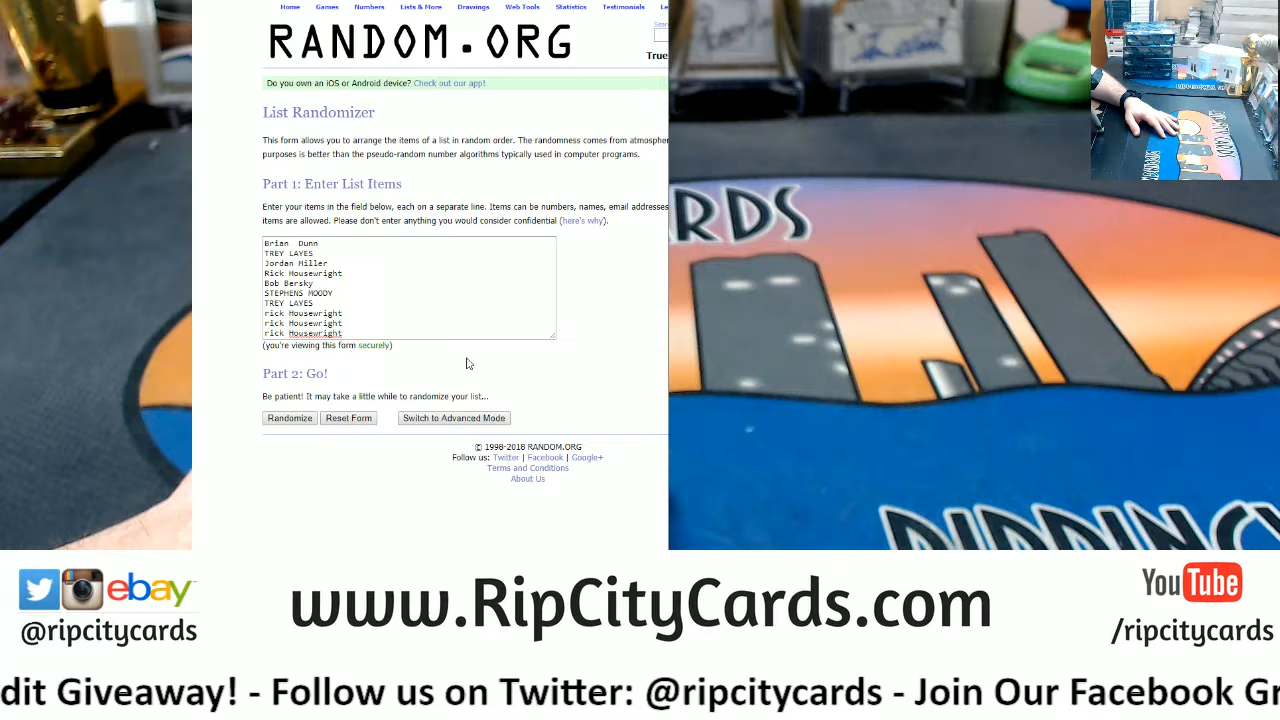 Home Games Numbers Lists & More Drawings Web Tools Statistics Testimonials
RANDOM.ORG
True
Do you own an iOS or Android device? Check out our app!
List Randomizer
This form allows you to arrange the items of a list in random order. The randomness comes from atmospher
purposes is better than the pseudo-random number algorithms typically used in computer programs.
Part 1: Enter List Items
Enter your items in the field below, each on a separate line. Items can be numbers, names, email addresses
items are allowed. Please don't enter anything you would consider confidential (here's why).
Brian Dunn
TREY LAYES
Jordan Miller
Rick Housewright
Bob Bersky
STEPHENS MOODY
TREY LAYES
rick Housewright
rick Housewright
rick Housewright
(you're viewing this form securely)
Part 2: Go!
Be patient! It may take a little while to randomize your list...
Randomize Reset Form Switch to Advanced Mode
© 1998-2018 RANDOM.ORG
Follow us: Twitter | Facebook | Google+
Terms and Conditions
About Us
ARDS
RIPPIN
ebay
@ripcitycards
www.RipCityCards.com
YouTube
/ripcitycards
dit Giveaway! - Follow us on Twitter: @ripcitycards - Join Our Facebook Gr